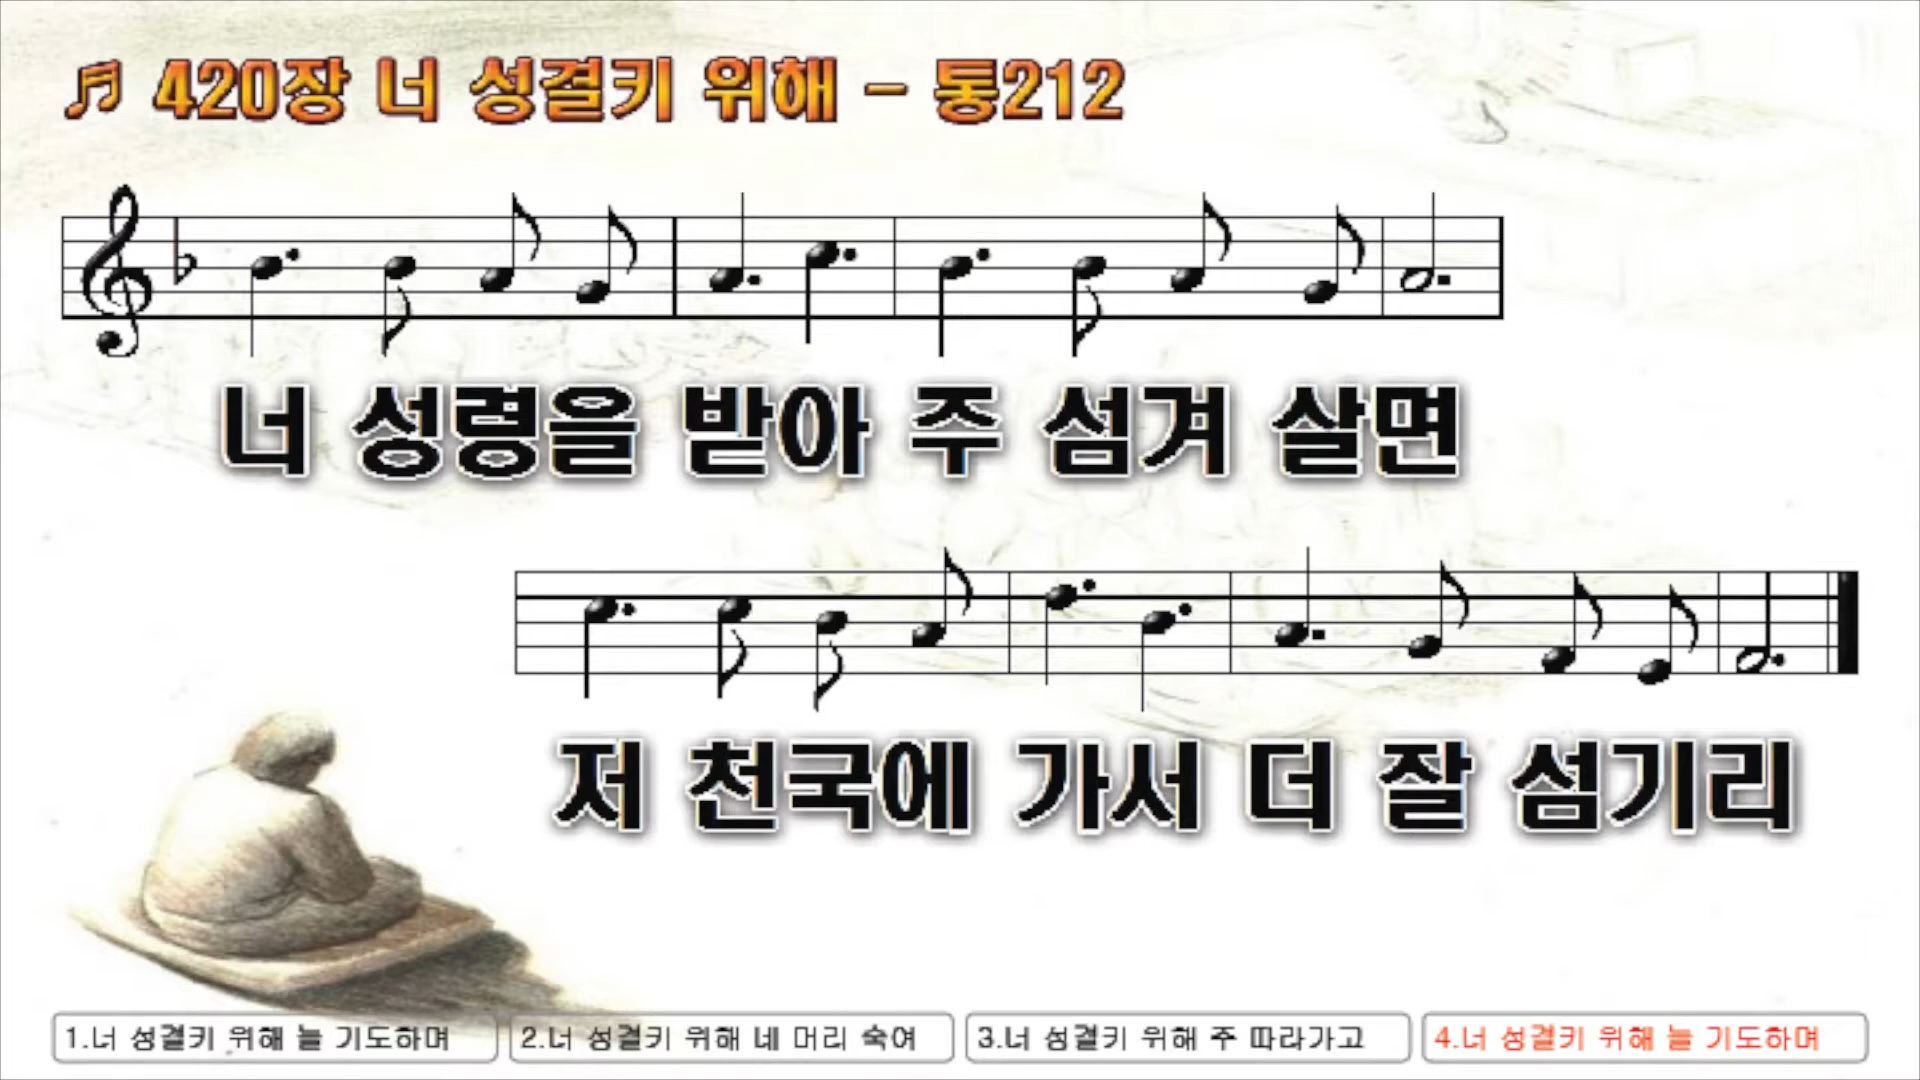 420장 너 성결키 위해 - 통212
너 성령을 받아 주 섬겨 살면
저 천국에 가서 더 잘 섬기리
1.너 성결키 위해 늘 기도하며 2.너 성결키 위해 네 머리 숙여 3.너 성결키 위해 주 따라가고 4.너 성결키 위해 늘 기도하며